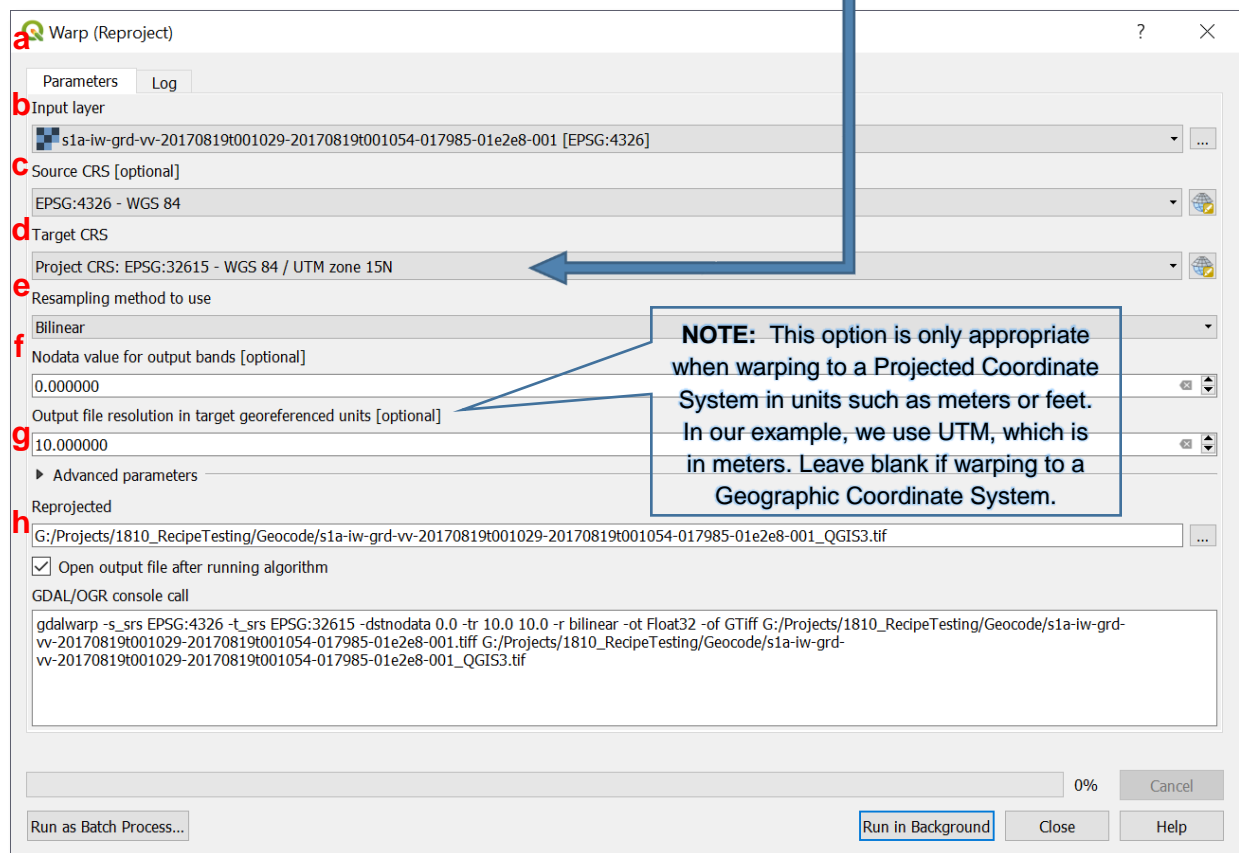 a Warp (Reproject)
?
Parameters Log
b Input layer
s1a-iw-grd-vv-20170819t001029-20170819t001054-017985-01e2e8-001 [EPSG:4326]
...
c Source CRS [optional]
EPSG:4326 - WGS 84
d Target CRS
Project CRS: EPSG:32615 - WGS 84 / UTM zone 15N
e Resampling method to use
Bilinear
f Nodata value for output bands [optional]
0.000000
Output file resolution in target georeferenced units [optional]
g 10.000000
NOTE: This option is only appropriate
when warping to a Projected Coordinate
System in units such as meters or feet.
In our example, we use UTM, which is
in meters. Leave blank if warping to a
Geographic Coordinate System.
Advanced parameters
Reprojected
h G:/Projects/1810_RecipeTesting/Geocode/s1a-iw-grd-vv-20170819t001029-20170819t001054-017985-01e2e8-001_QGIS3.tif
...
Open output file after running algorithm
GDAL/OGR console call
gdalwarp -s_srs EPSG:4326 -t_srs EPSG:32615 -dstnodata 0.0 -tr 10.0 10.0 -r bilinear -ot Float32 -of GTiff G:/Projects/1810_RecipeTesting/Geocode/s1a-iw-grd-
vv-20170819t001029-20170819t001054-017985-01e2e8-001.tiff G:/Projects/1810_RecipeTesting/Geocode/s1a-iw-grd-
vv-20170819t001029-20170819t001054-017985-01e2e8-001_QGIS3.tif
0% Cancel
Run as Batch Process... Run in Background Close Help